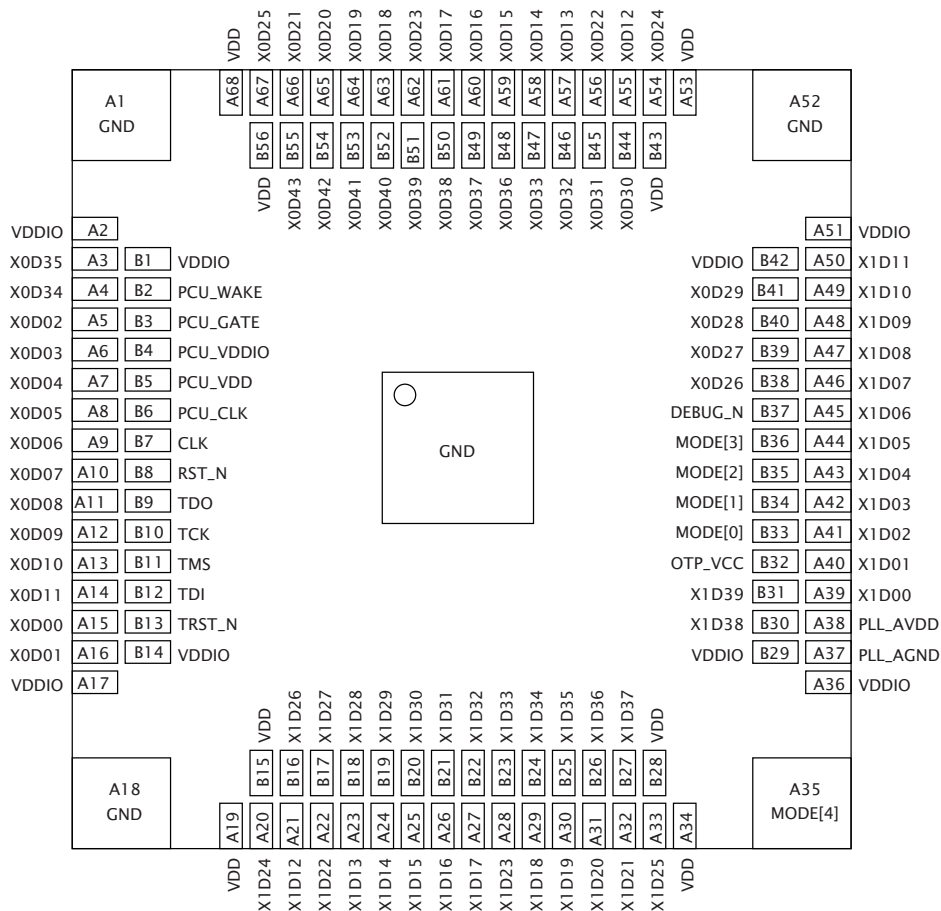 VDD X0D25 X0D21 X0D20 X0D19 X0D18 X0D23 X0D17 X0D16 X0D15 X0D14 X0D13 X0D22 X0D12 X0D24 VDD
A68 A67 A66 A65 A64 A63 A62 A61 A60 A59 A58 A57 A56 A55 A54 A53
A1
GND
A52
GND
B56 B55 B54 B53 B52 B51 B50 B49 B48 B47 B46 B45 B44 B43
VDD X0D43 X0D42 X0D41 X0D40 X0D39 X0D38 X0D37 X0D36 X0D33 X0D32 X0D31 X0D30 VDD
VDDIO A2 A51 VDDIO
X0D35 A3 B1 VDDIO VDDIO B42 A50 X1D11
X0D34 A4 B2 PCU_WAKE X0D29 B41 A49 X1D10
X0D02 A5 B3 PCU_GATE X0D28 B40 A48 X1D09
X0D03 A6 B4 PCU_VDDIO X0D27 B39 A47 X1D08
X0D04 A7 B5 PCU_VDD X0D26 B38 A46 X1D07
X0D05 A8 B6 PCU_CLK DEBUG_N B37 A45 X1D06
X0D06 A9 B7 CLK GND MODE[3] B36 A44 X1D05
X0D07 A10 B8 RST_N MODE[2] B35 A43 X1D04
X0D08 A11 B9 TDO MODE[1] B34 A42 X1D03
X0D09 A12 B10 TCK MODE[0] B33 A41 X1D02
X0D10 A13 B11 TMS OTP_VCC B32 A40 X1D01
X0D11 A14 B12 TDI X1D39 B31 A39 X1D00
X0D00 A15 B13 TRST_N X1D38 B30 A38 PLL_AVDD
X0D01 A16 B14 VDDIO VDDIO B29 A37 PLL_AGND
VDDIO A17 A36 VDDIO
VDD X1D26 X1D27 X1D28 X1D29 X1D30 X1D31 X1D32 X1D33 X1D34 X1D35 X1D36 X1D37 VDD
B15 B16 B17 B18 B19 B20 B21 B22 B23 B24 B25 B26 B27 B28
A18
GND
A35
MODE[4]
A19 A20 A21 A22 A23 A24 A25 A26 A27 A28 A29 A30 A31 A32 A33 A34
VDD X1D24 X1D12 X1D22 X1D13 X1D14 X1D15 X1D16 X1D17 X1D23 X1D18 X1D19 X1D20 X1D21 X1D25 VDD